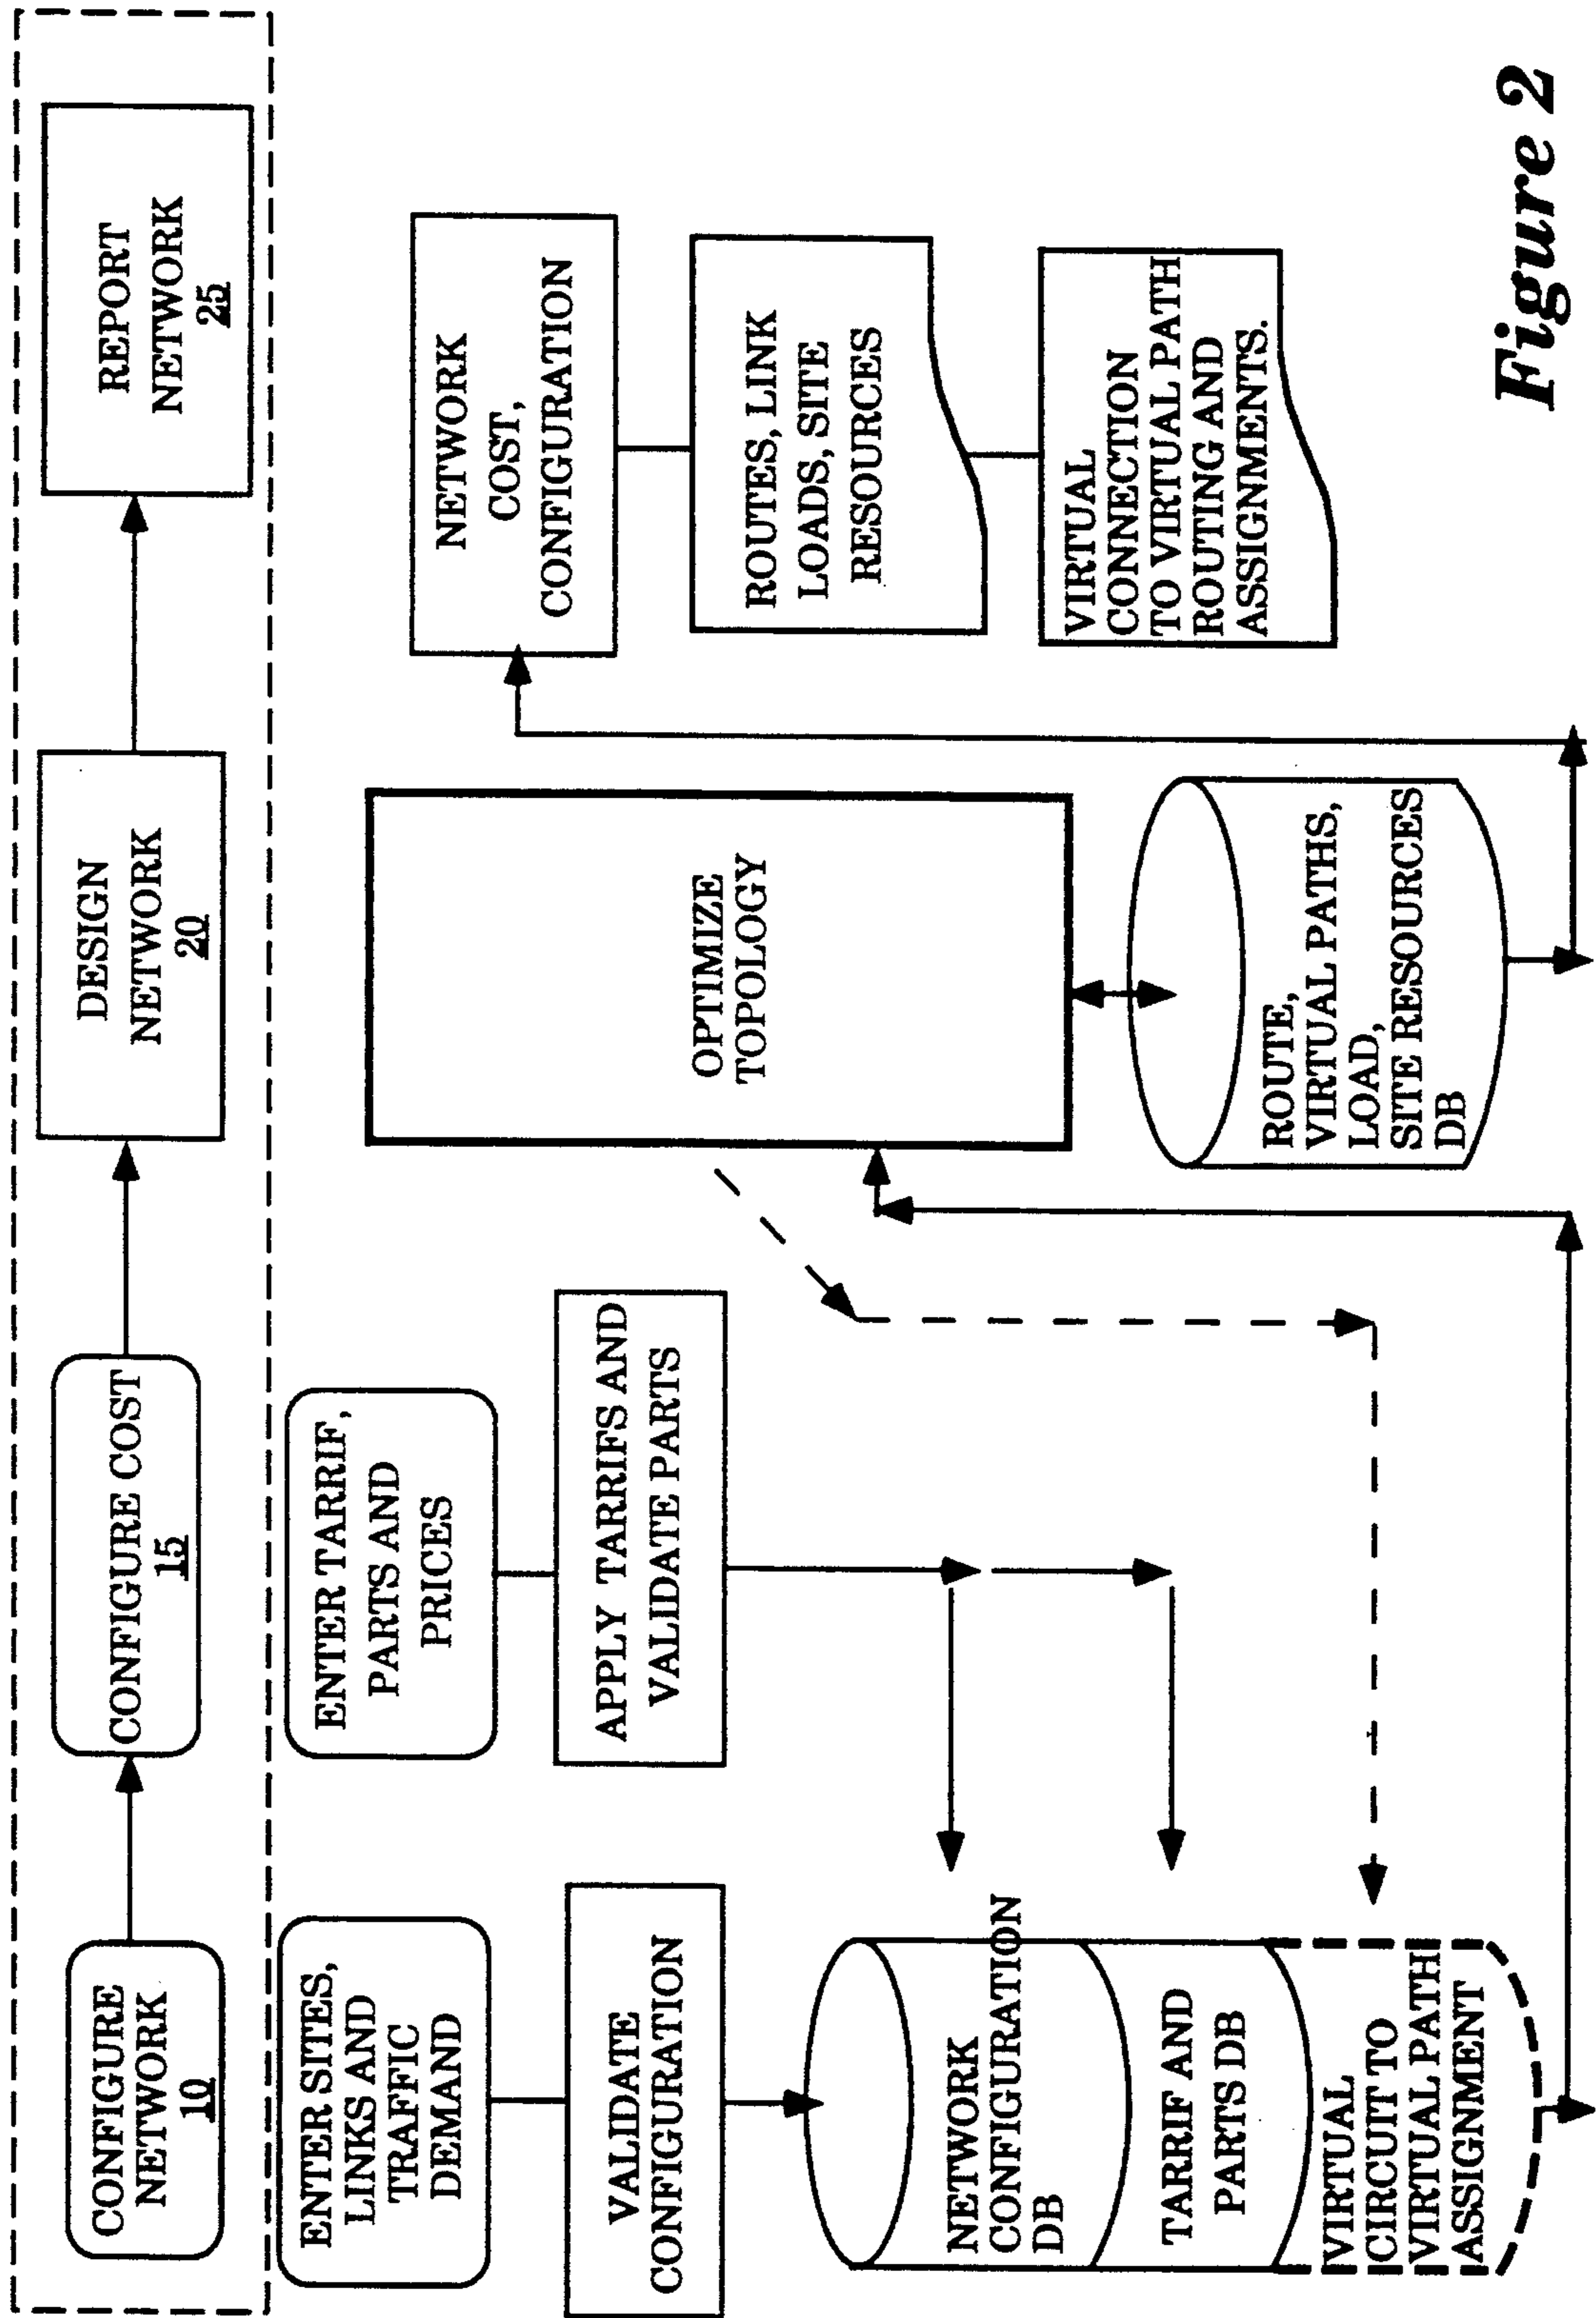 CONFIGURE
NETWORK
10
CONFIGURE COST
15
DESIGN
NETWORK
20
REPORT
NETWORK
25
ENTER SITES,
LINKS AND
TRAFFIC
DEMAND
VALIDATE
CONFIGURATION
NETWORK
CONFIGURATION
DB
TARRIF AND
PARTS DB
VIRTUAL
CIRCUIT TO
VIRTUAL PATH
ASSIGNMENT
ENTER TARRIF,
PARTS AND
PRICES
APPLY TARRIFS AND
VALIDATE PARTS
OPTIMIZE
TOPOLOGY
ROUTE,
VIRTUAL PATHS,
LOAD,
SITE RESOURCES
DB
NETWORK
COST,
CONFIGURATION
ROUTES, LINK
LOADS, SITE
RESOURCES
VIRTUAL
CONNECTION
TO VIRTUAL PATH
ROUTING AND
ASSIGNMENTS.
Figure 2